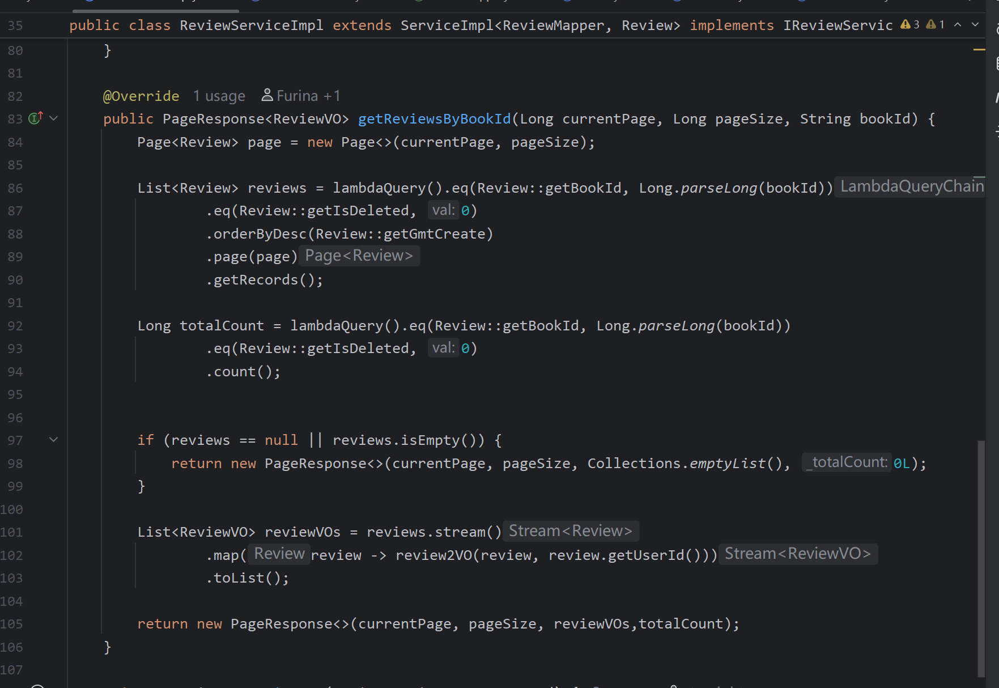 35 public class ReviewServiceImpl extends ServiceImpl<ReviewMapper, Review> implements IReviewServic 3 1
80 }
81
82 @Override 1 usage Furina +1
83 public PageResponse<ReviewVO> getReviewsByBookId(Long currentPage, Long pageSize, String bookId) {
84 Page<Review> page = new Page<>(currentPage, pageSize);
85
86 List<Review> reviews = lambdaQuery().eq(Review::getBookId, Long.parseLong(bookId)) LambdaQueryChain
87 .eq(Review::getIsDeleted, val: 0)
88 .orderByDesc(Review::getGmtCreate)
89 .page(page) Page<Review>
90 .getRecords();
91
92 Long totalCount = lambdaQuery().eq(Review::getBookId, Long.parseLong(bookId))
93 .eq(Review::getIsDeleted, val: 0)
94 .count();
95
96
97 if (reviews == null || reviews.isEmpty()) {
98 return new PageResponse<>(currentPage, pageSize, Collections.emptyList(), _totalCount: 0L);
99 }
100
101 List<ReviewVO> reviewVOs = reviews.stream() Stream<Review>
102 .map( Review review -> review2VO(review, review.getUserId())) Stream<ReviewVO>
103 .toList();
104
105 return new PageResponse<>(currentPage, pageSize, reviewVOs,totalCount);
106 }
107